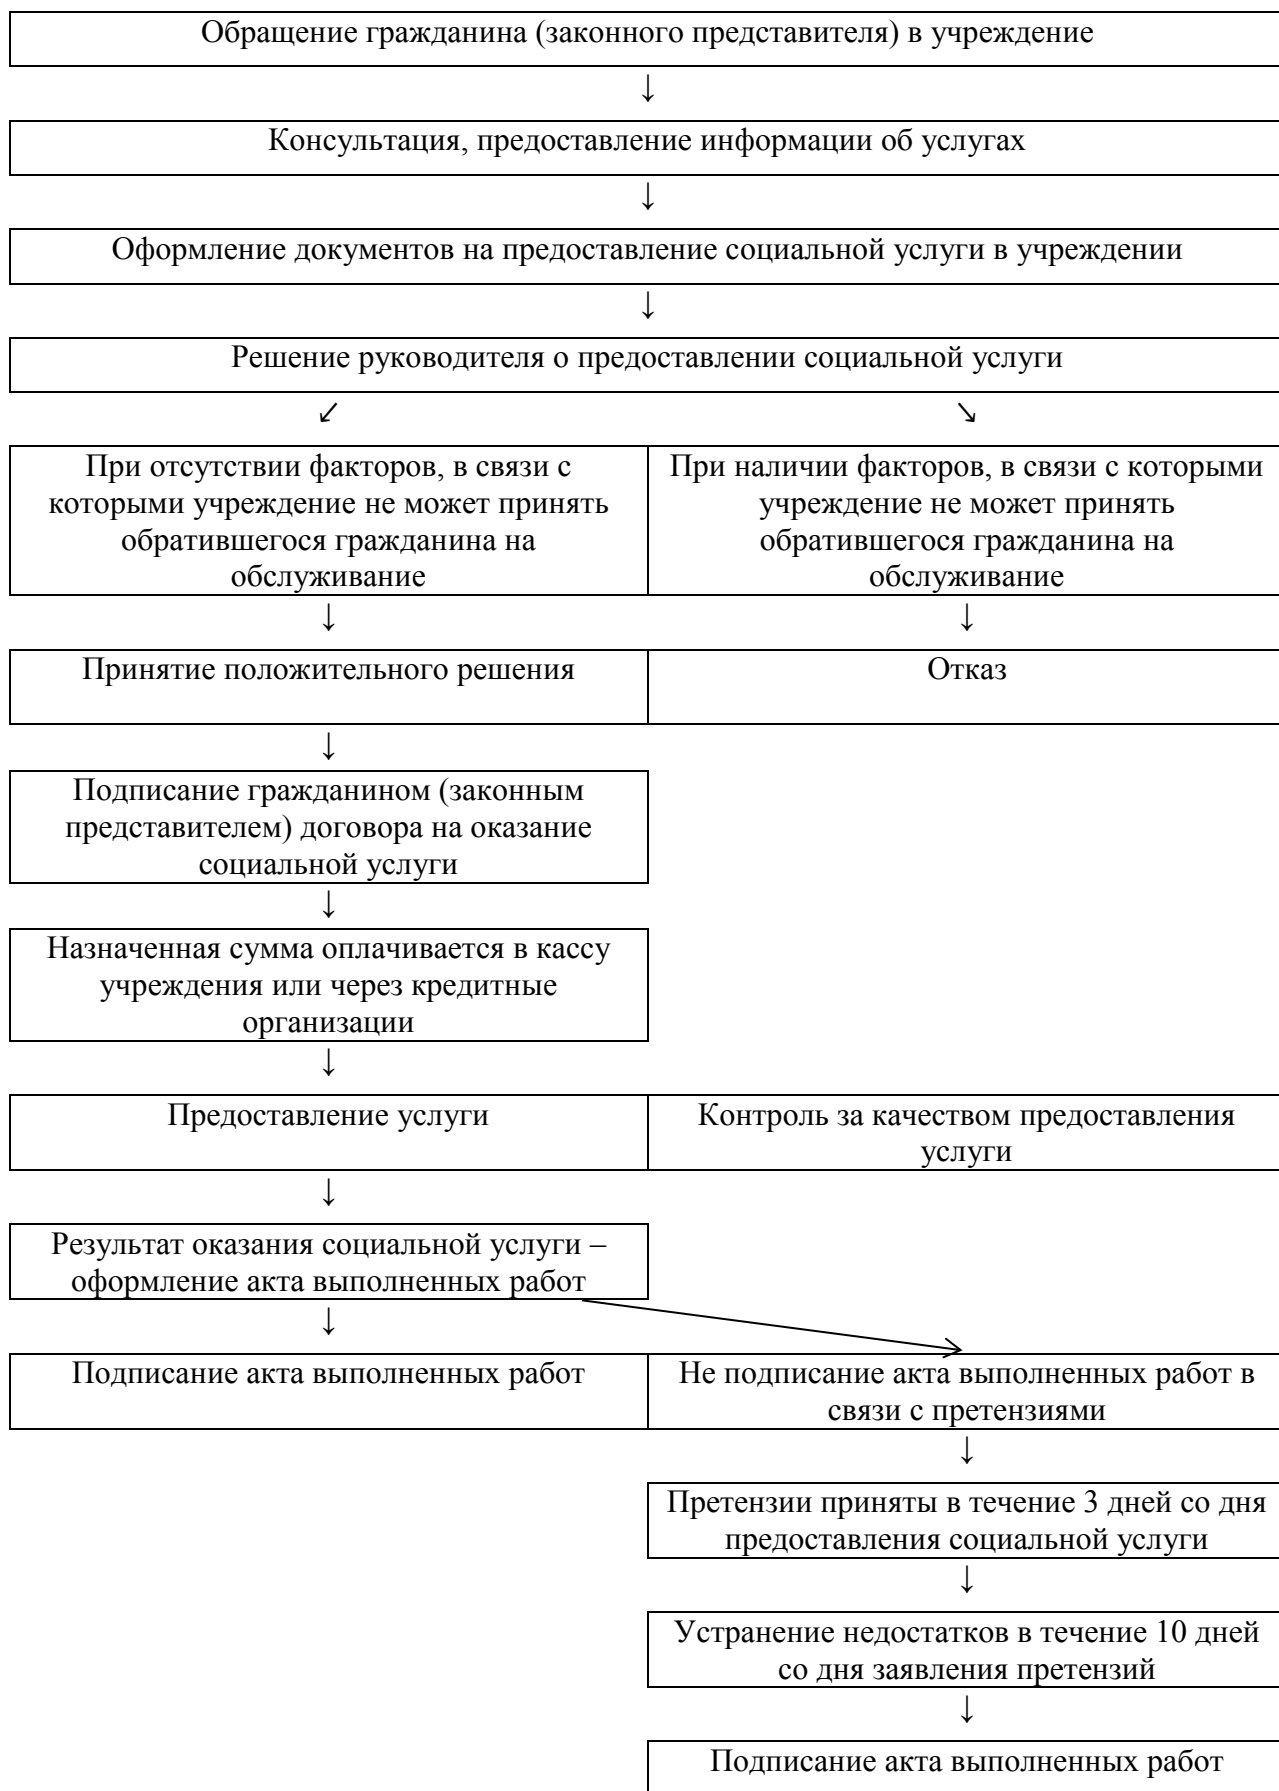 Обращение гражданина (законного представителя) в учреждение
↓
Консультация, предоставление информации об услугах
↓
Оформление документов на предоставление социальной услуги в учреждении
↓
Решение руководителя о предоставлении социальной услуги
↙ ↘
При отсутствии факторов, в связи с
которыми учреждение не может принять
обратившегося гражданина на
обслуживание
При наличии факторов, в связи с которыми
учреждение не может принять
обратившегося гражданина на
обслуживание
↓ ↓
Принятие положительного решения
Отказ
↓
Подписание гражданином (законным
представителем) договора на оказание
социальной услуги
↓
Назначенная сумма оплачивается в кассу
учреждения или через кредитные
организации
↓
Предоставление услуги
Контроль за качеством предоставления
услуги
↓
Результат оказания социальной услуги –
оформление акта выполненных работ
↓
Подписание акта выполненных работ
Не подписание акта выполненных работ в
связи с претензиями
↓
Претензии приняты в течение 3 дней со дня
предоставления социальной услуги
↓
Устранение недостатков в течение 10 дней
со дня заявления претензий
↓
Подписание акта выполненных работ